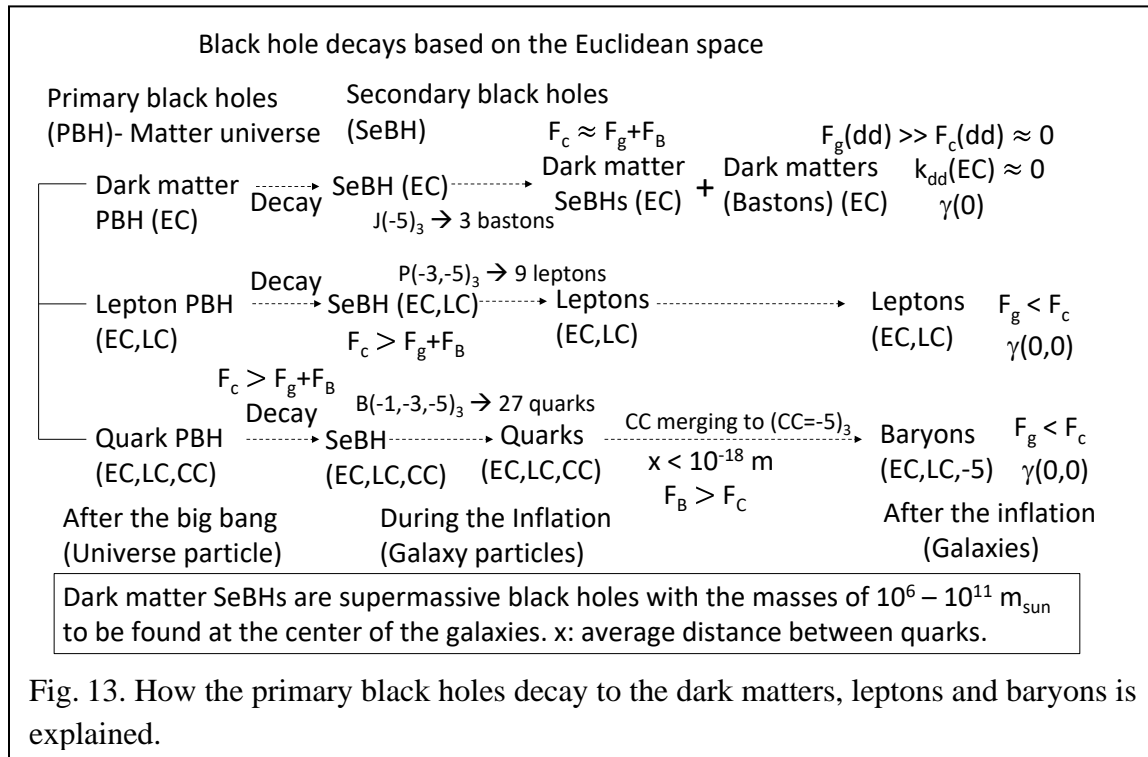 Black hole decays based on the Euclidean space
Primary black holes
(PBH)- Matter universe
Secondary black holes
(SeBH)
F_c ≈ F_g+F_B
F_g(dd) >> F_c(dd) ≈ 0
k_dd(EC) ≈ 0
γ(0)
Dark matter
PBH (EC)
Decay
SeBH (EC)
J(-5)_3 → 3 bastons
Dark matter
SeBHs (EC)
+
Dark matters
(Bastons) (EC)
Lepton PBH
(EC,LC)
Decay
P(-3,-5)_3 → 9 leptons
SeBH (EC,LC)
F_c > F_g+F_B
Leptons
(EC,LC)
Leptons
(EC,LC)
F_g < F_c
γ(0,0)
F_c > F_g+F_B
Decay
B(-1,-3,-5)_3 → 27 quarks
Quark PBH
(EC,LC,CC)
SeBH
(EC,LC,CC)
Quarks
(EC,LC,CC)
CC merging to (CC=-5)_3
x < 10^-18 m
F_B > F_C
Baryons
(EC,LC,-5)
F_g < F_c
γ(0,0)
After the big bang
(Universe particle)
During the Inflation
(Galaxy particles)
After the inflation
(Galaxies)
Dark matter SeBHs are supermassive black holes with the masses of 10^6 – 10^11 m_sun
to be found at the center of the galaxies. x: average distance between quarks.
Fig. 13. How the primary black holes decay to the dark matters, leptons and baryons is
explained.